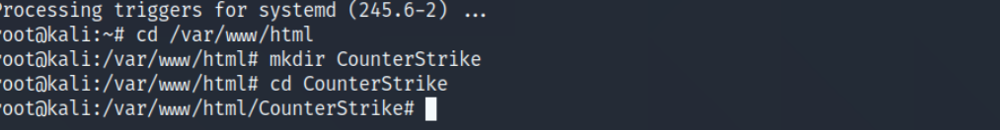 Processing triggers for systemd (245.6-2) ...
root@kali:~# cd /var/www/html
root@kali:/var/www/html# mkdir CounterStrike
root@kali:/var/www/html# cd CounterStrike
root@kali:/var/www/html/CounterStrike#